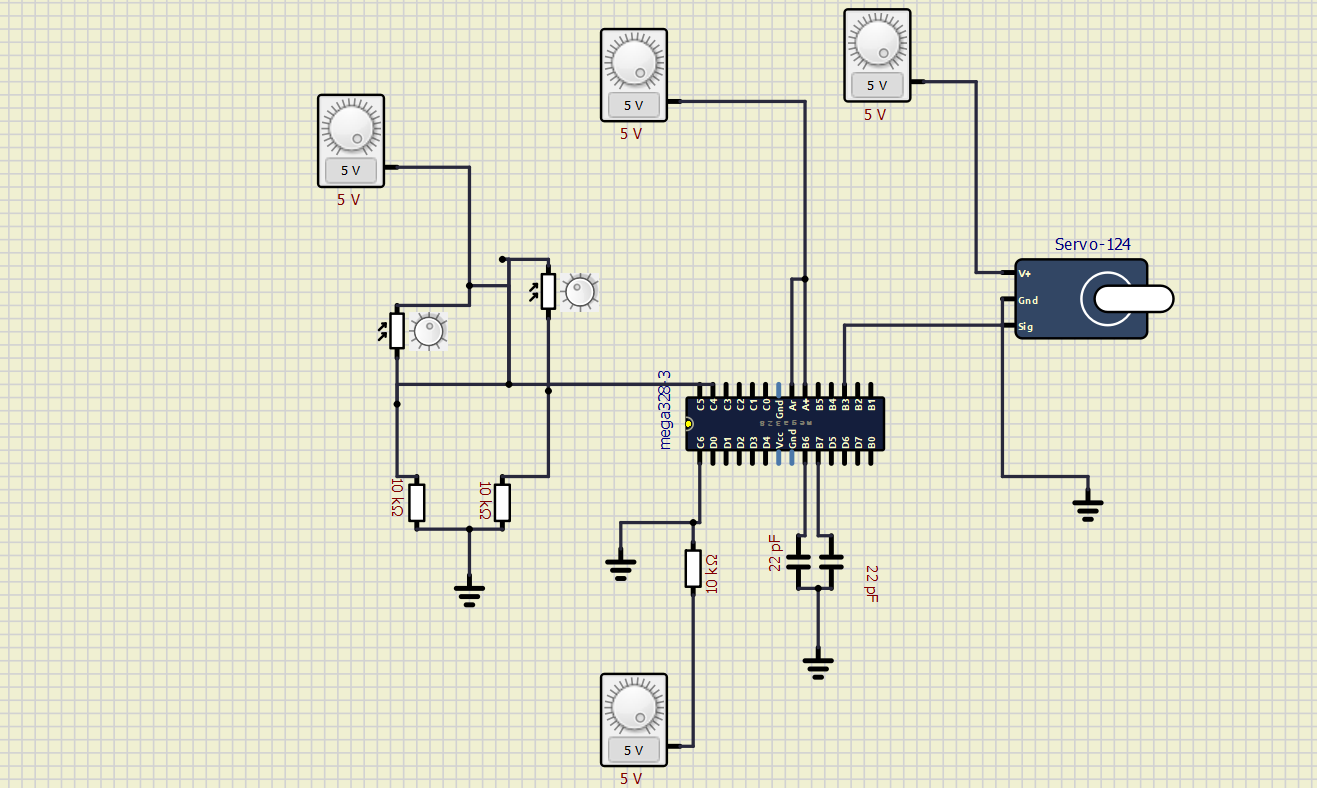 5 V
5 V
5 V
5 V
5 V
5 V
Servo-124
V+
Gnd
Sig
mega328-3
C5 C4 C3 C2 C1 C0 Gnd Ar A+ B5 B4 B3 B2 B1
mega328
C6 D0 D1 D2 D3 D4 Vcc Gnd B6 B7 D5 D6 D7 B0
10 kΩ
10 kΩ
10 kΩ
22 pF
22 pF
5 V
5 V